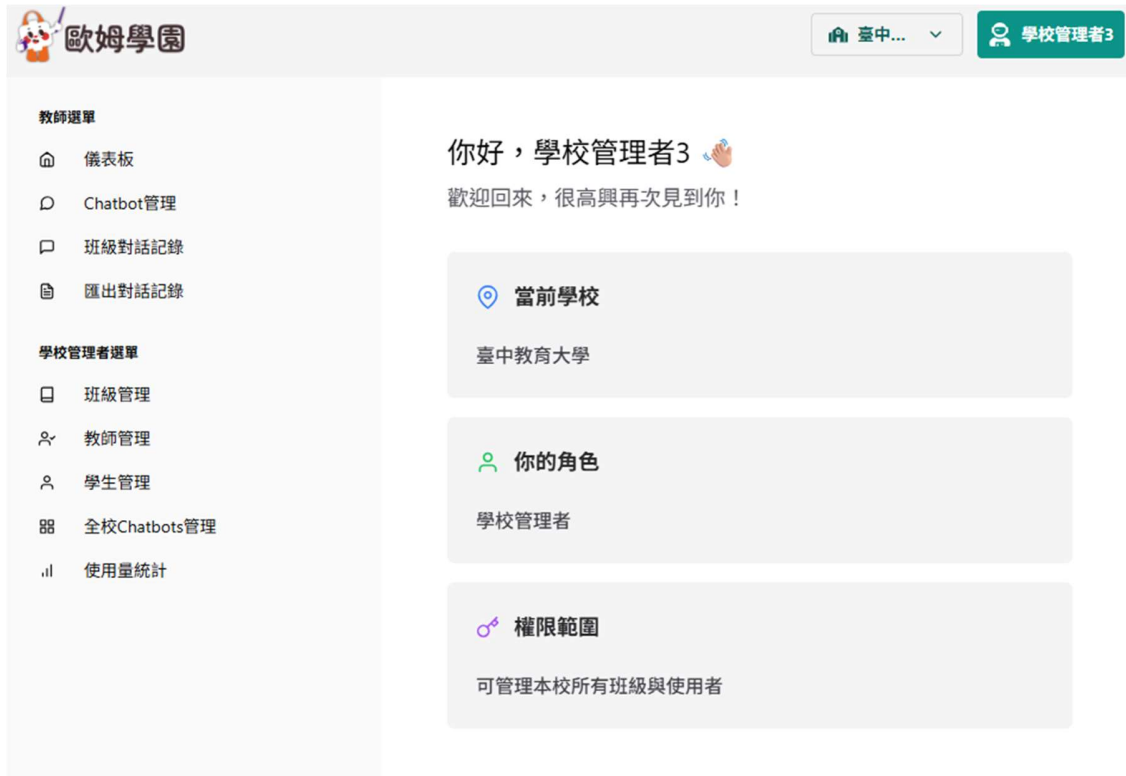 歐姆學園
臺中...
學校管理者3
教師選單
儀表板
Chatbot管理
班級對話記錄
匯出對話記錄
學校管理者選單
班級管理
教師管理
學生管理
全校Chatbots管理
使用量統計
你好，學校管理者3
歡迎回來，很高興再次見到你！
當前學校
臺中教育大學
你的角色
學校管理者
權限範圍
可管理本校所有班級與使用者